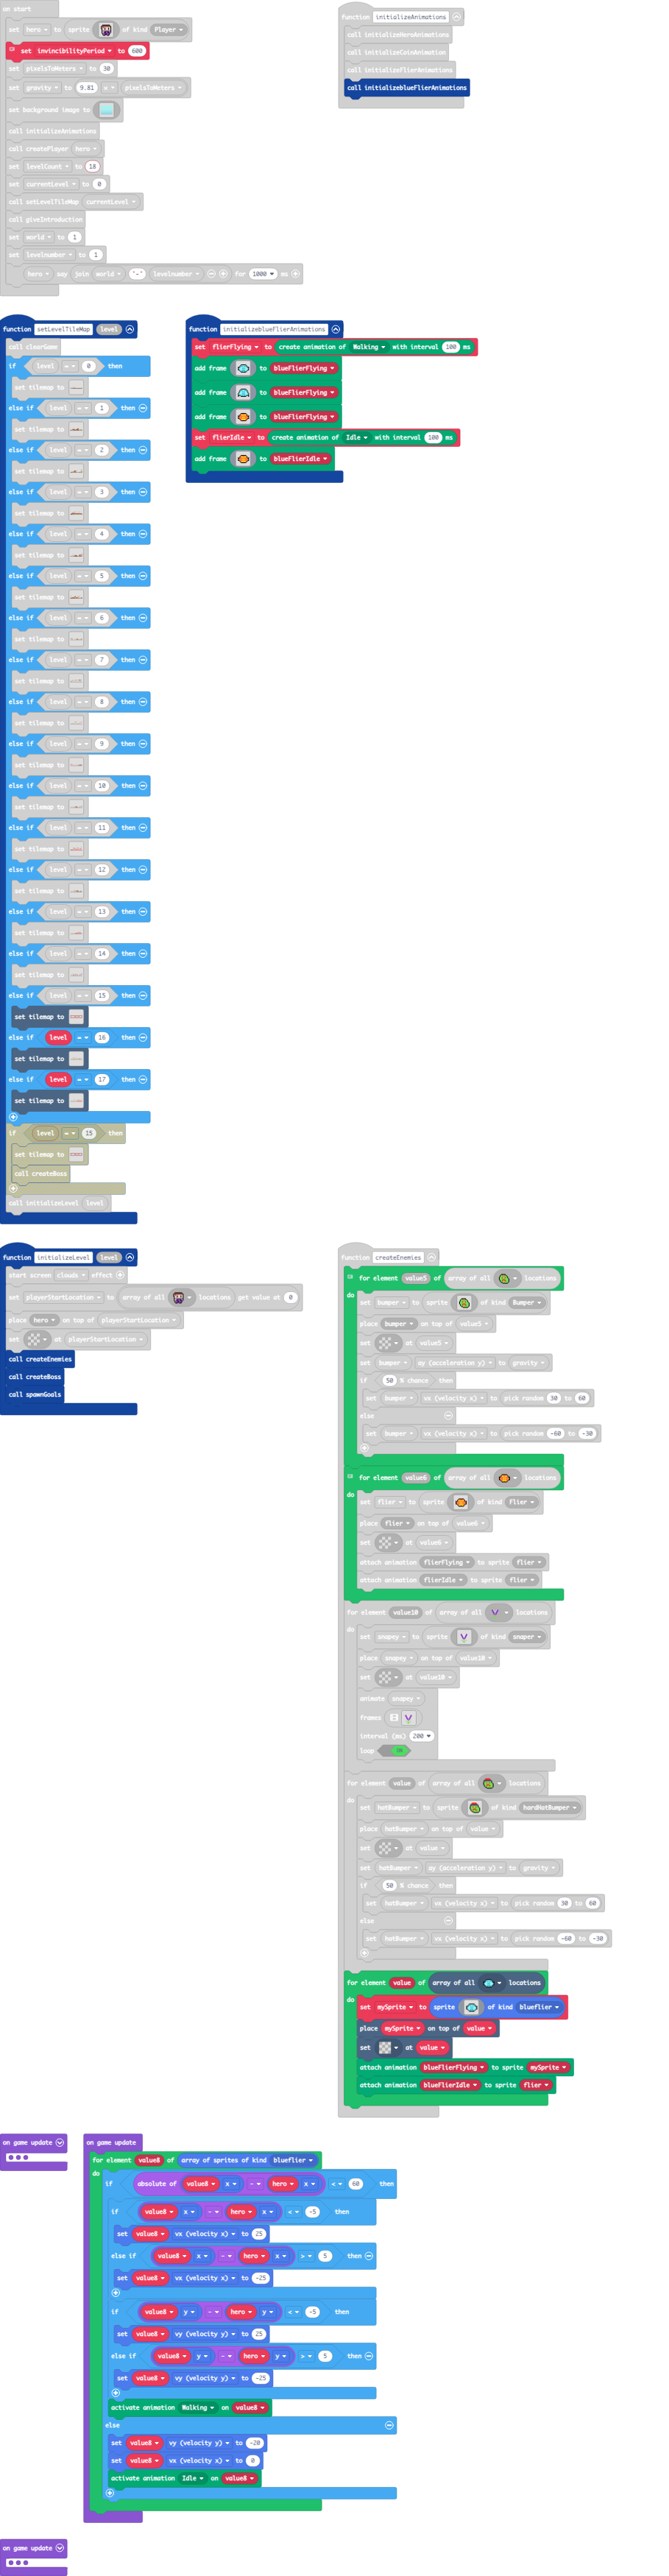 on start
set hero to sprite of kind Player
set invincibilityPeriod to 600
set pixelsToMeters to 30
set gravity to 9.81 x pixelsToMeters
set background image to
call initializeAnimations
call createPlayer hero
set levelCount to 18
set currentLevel to 0
call setLevelTileMap currentLevel
call giveIntroduction
set world to 1
set levelnumber to 1
hero say join world "-" levelnumber for 1000 ms
function initializeAnimations
call initializeHeroAnimations
call initializeCoinAnimation
call initializeflierAnimations
call initializeblueFlierAnimations
function setLevelTileMap level
call clearGame
if level = 0 then
set tilemap to
else if level = 1 then
set tilemap to
else if level = 2 then
set tilemap to
else if level = 3 then
set tilemap to
else if level = 4 then
set tilemap to
else if level = 5 then
set tilemap to
else if level = 6 then
set tilemap to
else if level = 7 then
set tilemap to
else if level = 8 then
set tilemap to
else if level = 9 then
set tilemap to
else if level = 10 then
set tilemap to
else if level = 11 then
set tilemap to
else if level = 12 then
set tilemap to
else if level = 13 then
set tilemap to
else if level = 14 then
set tilemap to
else if level = 15 then
set tilemap to
else if level = 16 then
set tilemap to
else if level = 17 then
set tilemap to
if level = 15 then
set tilemap to
call createBoss
call initializeLevel level
function initializeblueFlierAnimations
set flierFlying to create animation of Walking with interval 100 ms
add frame to blueFlierFlying
add frame to blueFlierFlying
add frame to blueFlierFlying
set flierIdle to create animation of Idle with interval 100 ms
add frame to blueFlierIdle
function initializeLevel level
start screen clouds effect
set playerStartLocation to array of all locations get value at 0
place hero on top of playerStartLocation
set at playerStartLocation
call createEnemies
call createBoss
call spawnGoals
function createEnemies
for element value5 of array of all locations
do
set bumper to sprite of kind Bumper
place bumper on top of value5
set at value5
set bumper ay (acceleration y) to gravity
if 50 % chance then
set bumper vx (velocity x) to pick random 30 to 60
else
set bumper vx (velocity x) to pick random -60 to -30
for element value6 of array of all locations
do
set flier to sprite of kind Flier
place flier on top of value6
set at value6
attach animation flierFlying to sprite flier
attach animation flierIdle to sprite flier
for element value10 of array of all locations
do
set snapey to sprite of kind snaper
place snapey on top of value10
set at value10
animate snapey
frames
interval (ms) 200
loop ON
for element value of array of all locations
do
set hatBumper to sprite of kind hardHatBumper
place hatBumper on top of value
set at value
set hatBumper ay (acceleration y) to gravity
if 50 % chance then
set hatBumper vx (velocity x) to pick random 30 to 60
else
set hatBumper vx (velocity x) to pick random -60 to -30
for element value of array of all locations
do
set mySprite to sprite of kind blueflier
place mySprite on top of value
set at value
attach animation blueFlierFlying to sprite mySprite
attach animation blueFlierIdle to sprite flier
on game update
on game update
for element value8 of array of sprites of kind blueflier
do
if absolute of value8 x - hero x < 60 then
if value8 x - hero x < -5 then
set value8 vx (velocity x) to 25
else if value8 x - hero x > 5 then
set value8 vx (velocity x) to -25
if value8 y - hero y < -5 then
set value8 vy (velocity y) to 25
else if value8 y - hero y > 5 then
set value8 vy (velocity y) to -25
activate animation Walking on value8
else
set value8 vy (velocity y) to -20
set value8 vx (velocity x) to 0
activate animation Idle on value8
on game update